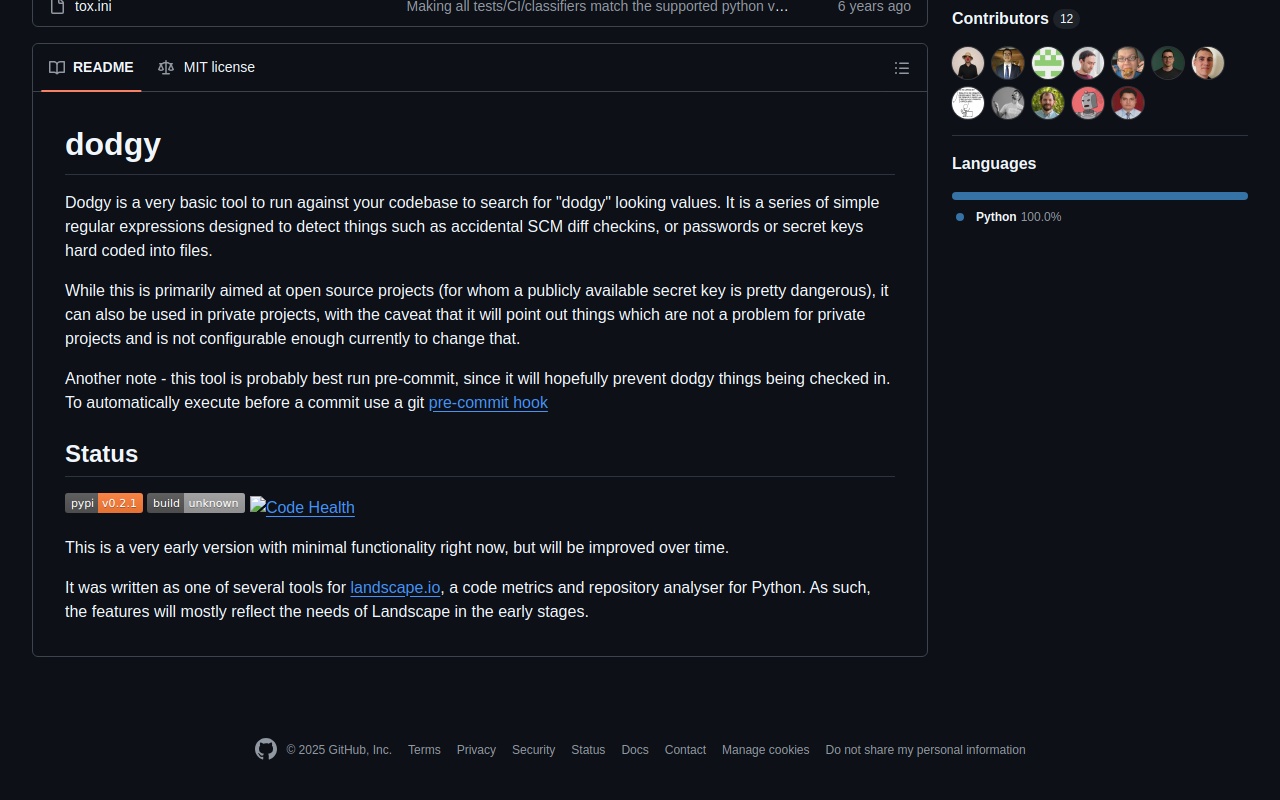 tox.ini Making all tests/CI/classifiers match the supported python v... 6 years ago
README MIT license
dodgy
Dodgy is a very basic tool to run against your codebase to search for "dodgy" looking values. It is a series of simple
regular expressions designed to detect things such as accidental SCM diff checkins, or passwords or secret keys
hard coded into files.
While this is primarily aimed at open source projects (for whom a publicly available secret key is pretty dangerous), it
can also be used in private projects, with the caveat that it will point out things which are not a problem for private
projects and is not configurable enough currently to change that.
Another note - this tool is probably best run pre-commit, since it will hopefully prevent dodgy things being checked in.
To automatically execute before a commit use a git pre-commit hook
Status
pypi v0.2.1 build unknown Code Health
This is a very early version with minimal functionality right now, but will be improved over time.
It was written as one of several tools for landscape.io, a code metrics and repository analyser for Python. As such,
the features will mostly reflect the needs of Landscape in the early stages.
Contributors 12
Languages
Python 100.0%
© 2025 GitHub, Inc. Terms Privacy Security Status Docs Contact Manage cookies Do not share my personal information